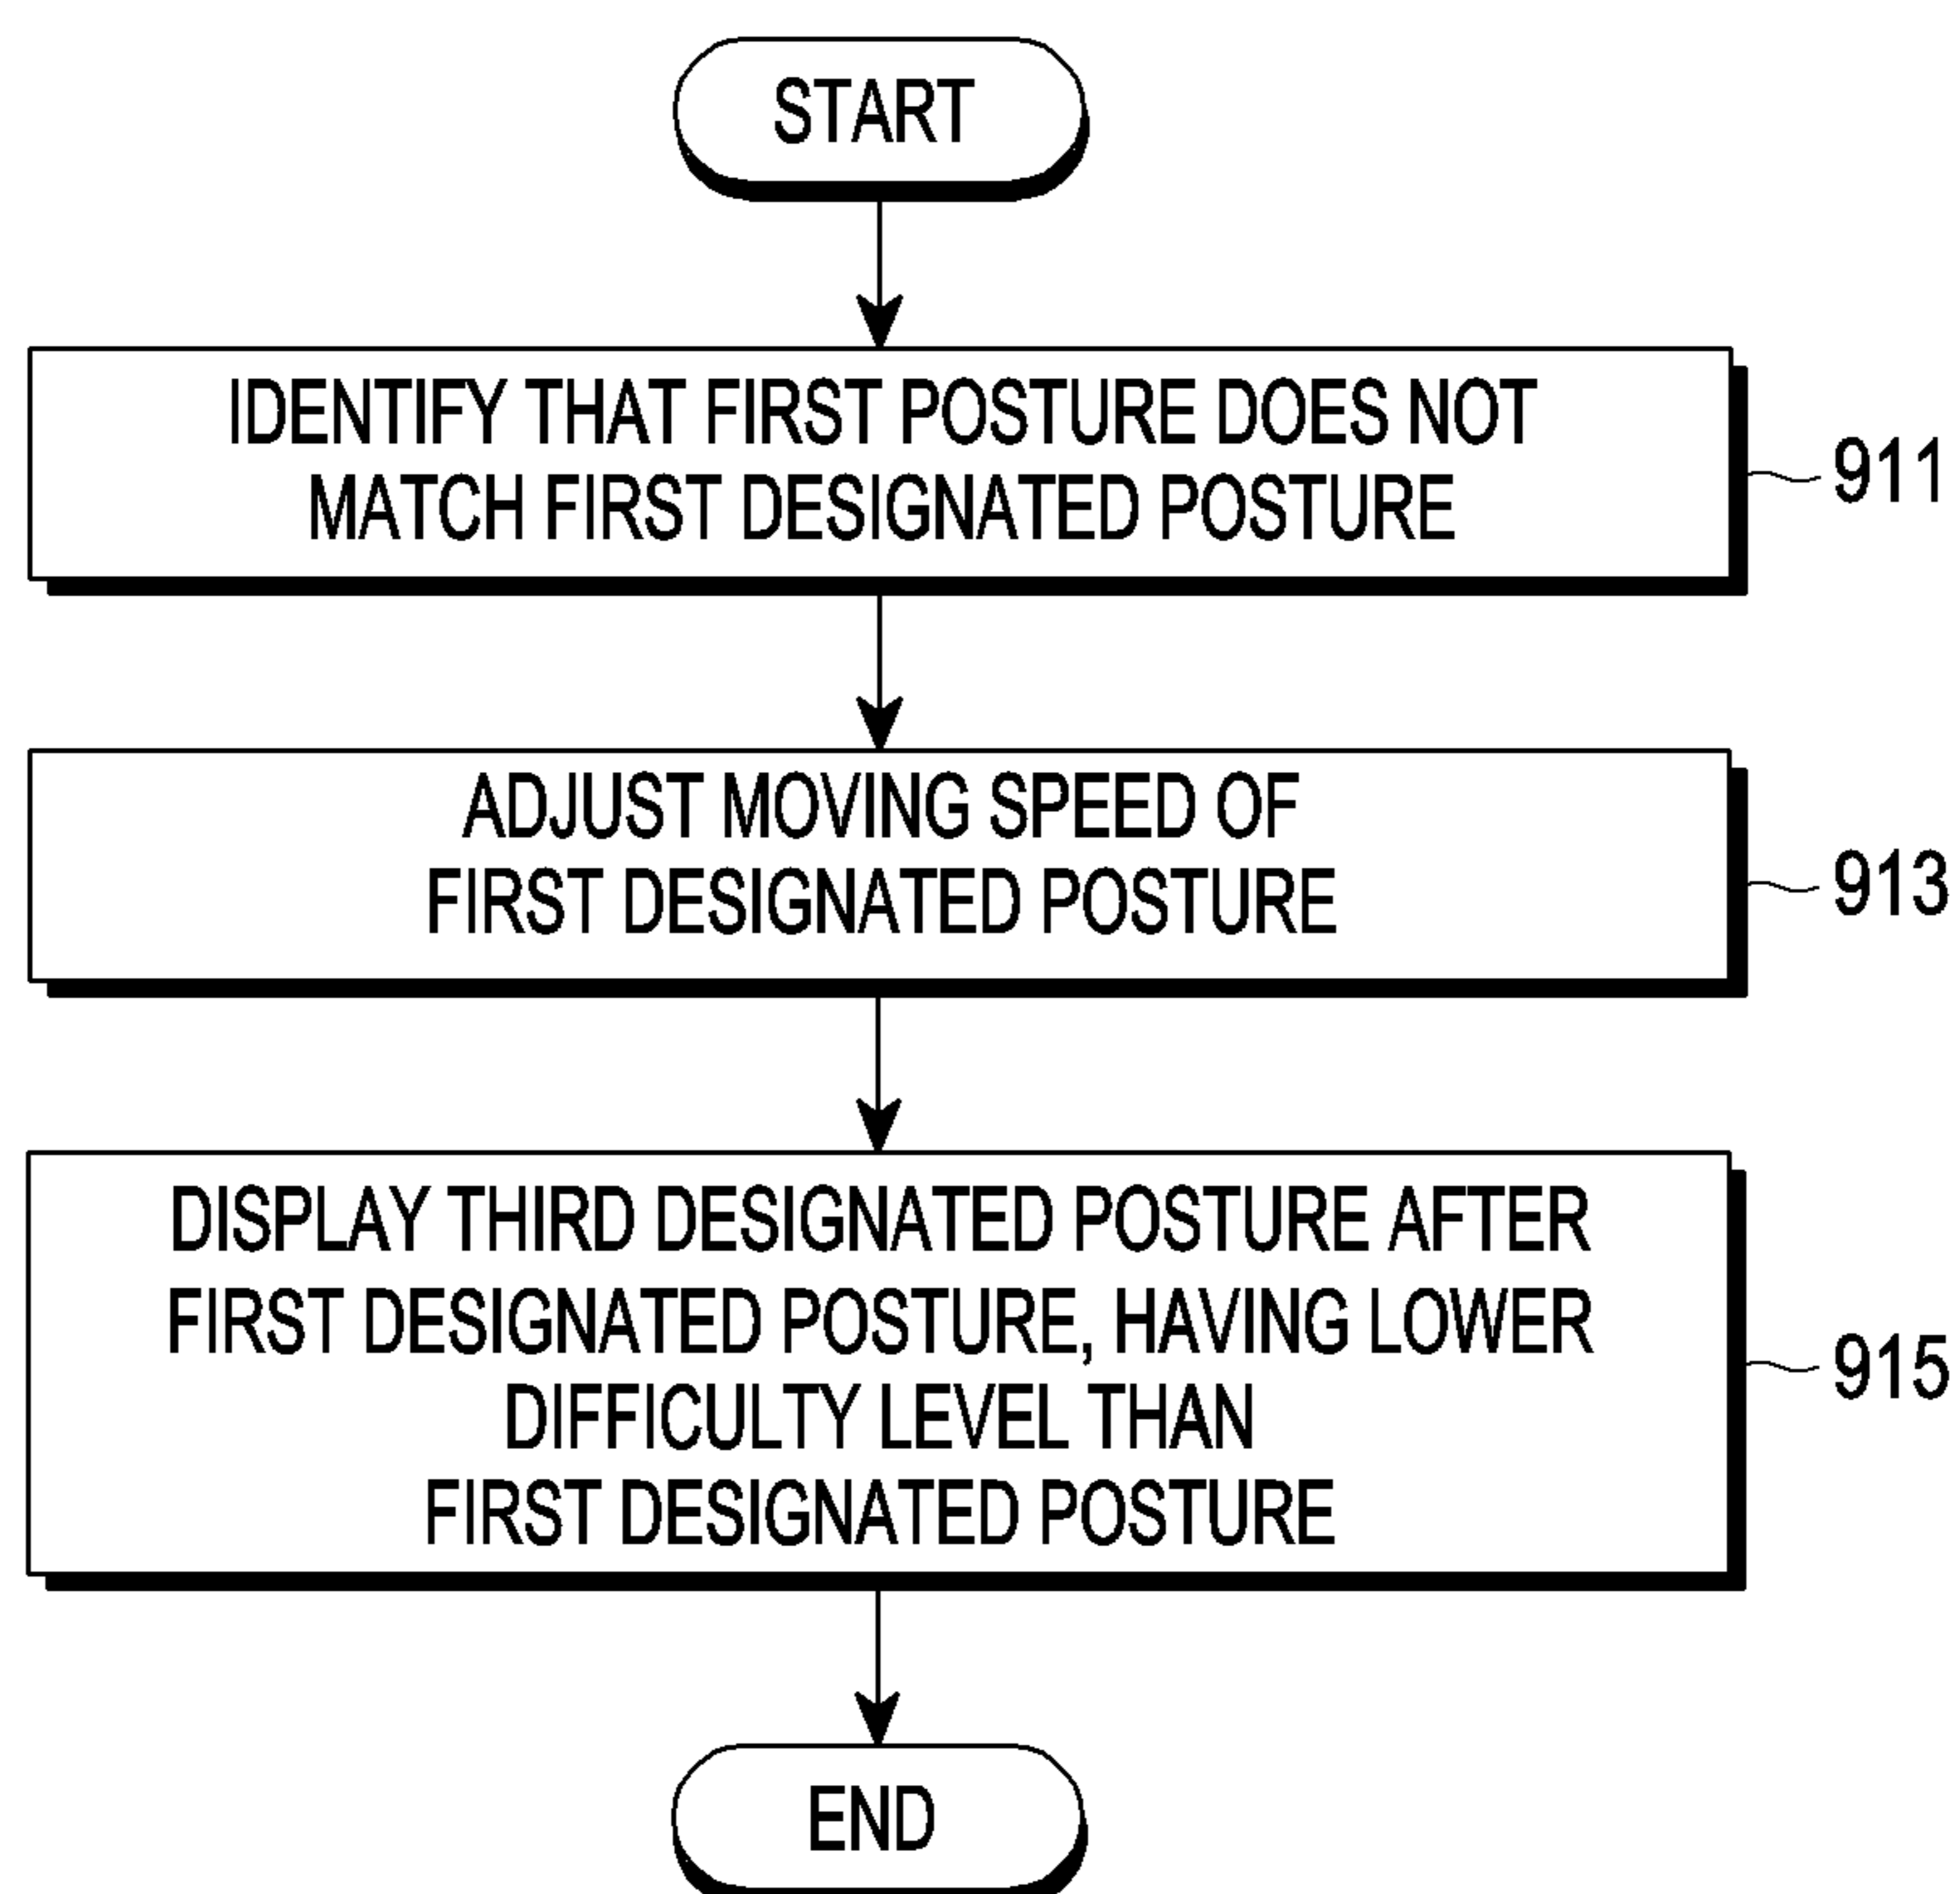 START
IDENTIFY THAT FIRST POSTURE DOES NOT
MATCH FIRST DESIGNATED POSTURE
911
ADJUST MOVING SPEED OF
FIRST DESIGNATED POSTURE
913
DISPLAY THIRD DESIGNATED POSTURE AFTER
FIRST DESIGNATED POSTURE, HAVING LOWER
DIFFICULTY LEVEL THAN
FIRST DESIGNATED POSTURE
915
END